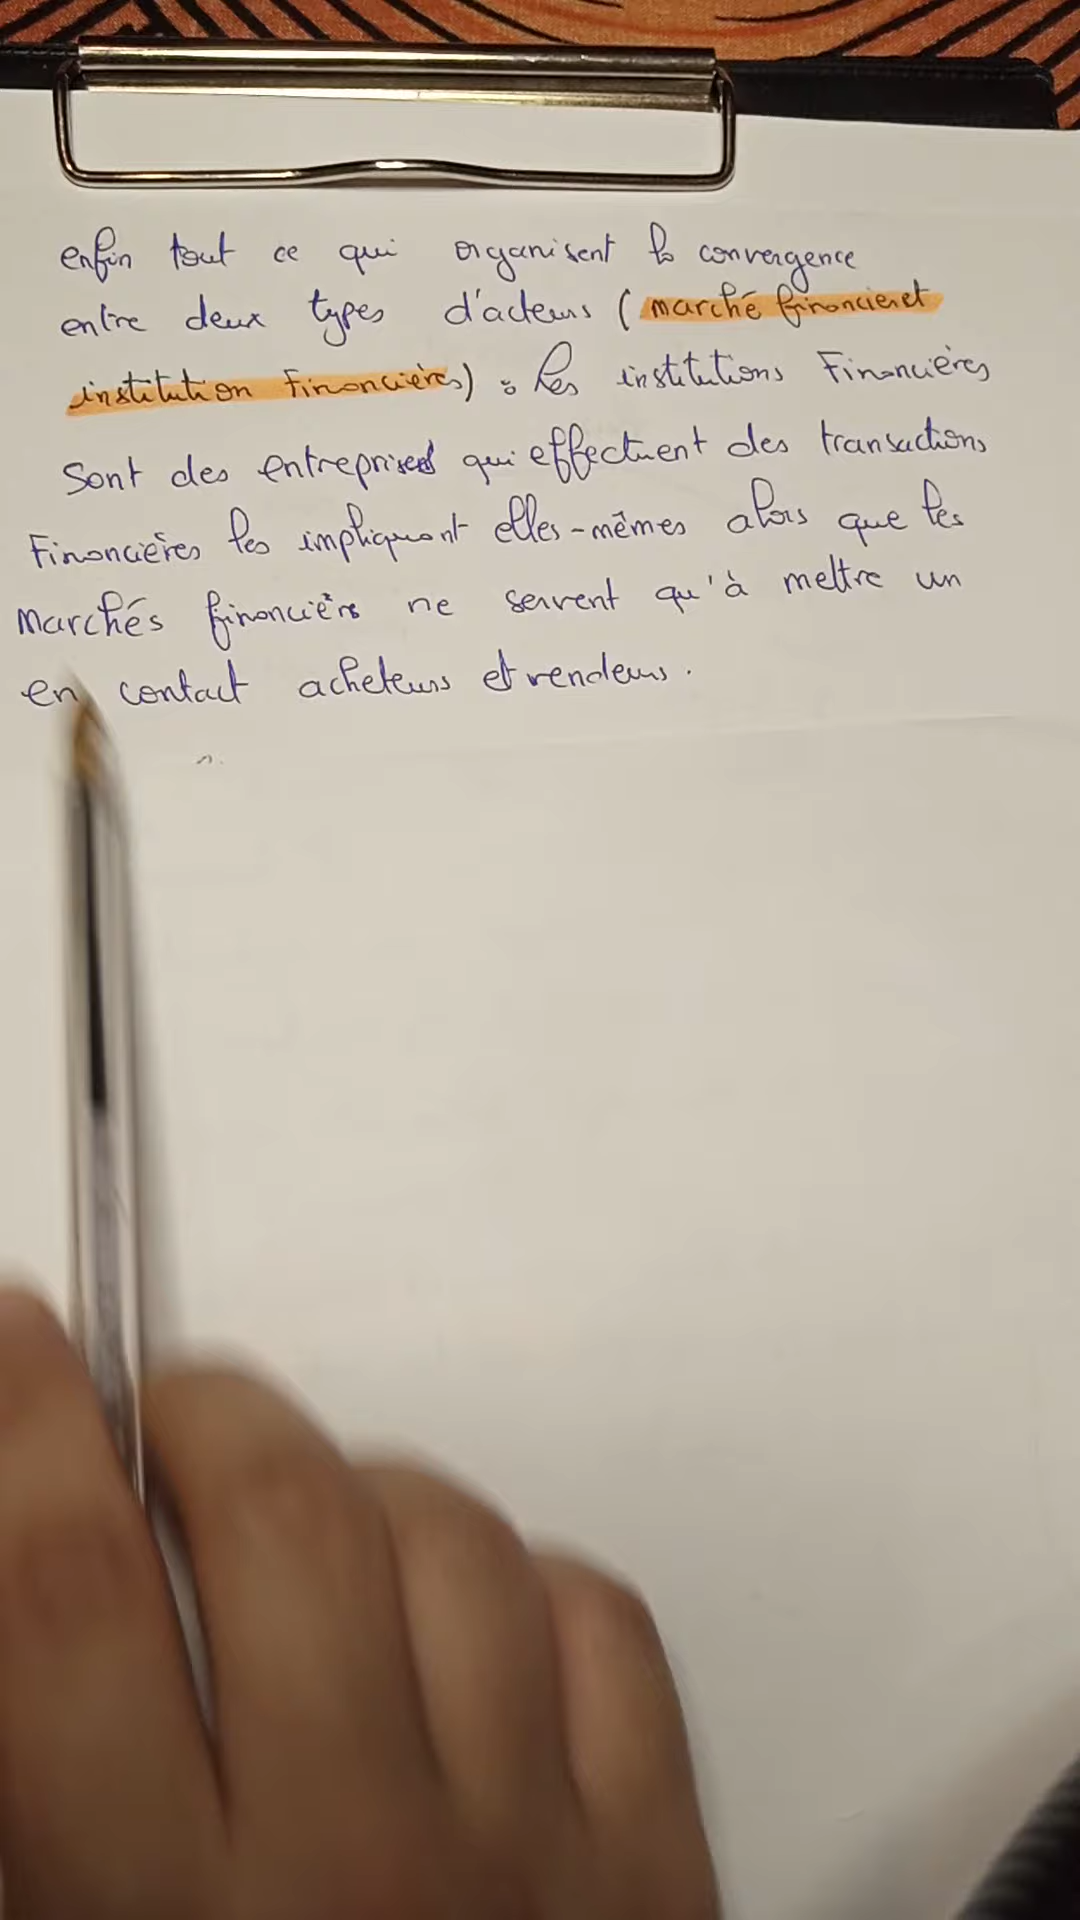 enfin tout ce qui organisent la convergence
entre deux types d'acteurs (marché financier et
institution Financières) : Les institutions Financières
Sont des entreprises qui effectuent des transactions
Financières les impliquant elles-mêmes alors que les
Marchés financièrs ne servent qu'à mettre un
en contact acheteurs et vendeurs.